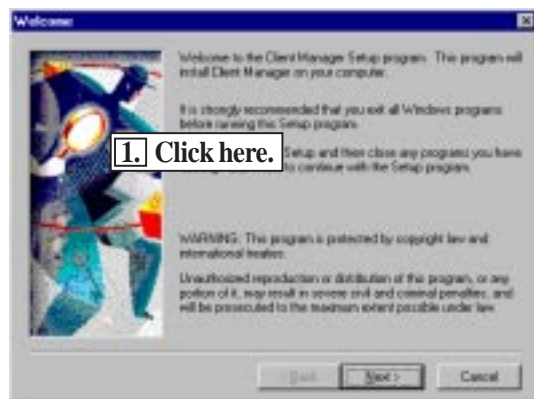 Welcome
Welcome to the Client Manager Setup program. This program will
install Client Manager on your computer.
It is strongly recommended that you exit all Windows programs
before running this Setup program.
1. Click here.
Setup and then close any programs you have
to continue with the Setup program.
WARNING: This program is protected by copyright law and
international treaties.
Unauthorized reproduction or distribution of this program, or any
portion of it, may result in severe civil and criminal penalties, and
will be prosecuted to the maximum extent possible under law.
< Back Next > Cancel